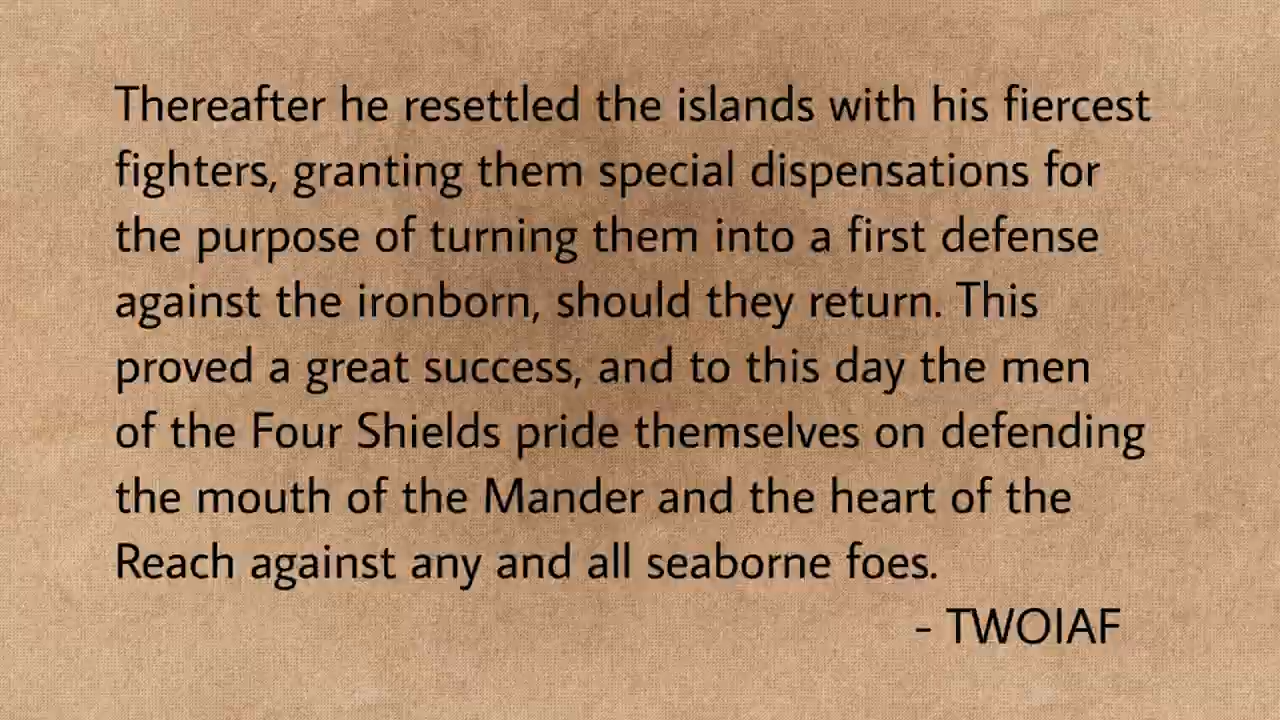 Thereafter he resettled the islands with his fiercest
fighters, granting them special dispensations for
the purpose of turning them into a first defense
against the ironborn, should they return. This
proved a great success, and to this day the men
of the Four Shields pride themselves on defending
the mouth of the Mander and the heart of the
Reach against any and all seaborne foes.
- TWOIAF